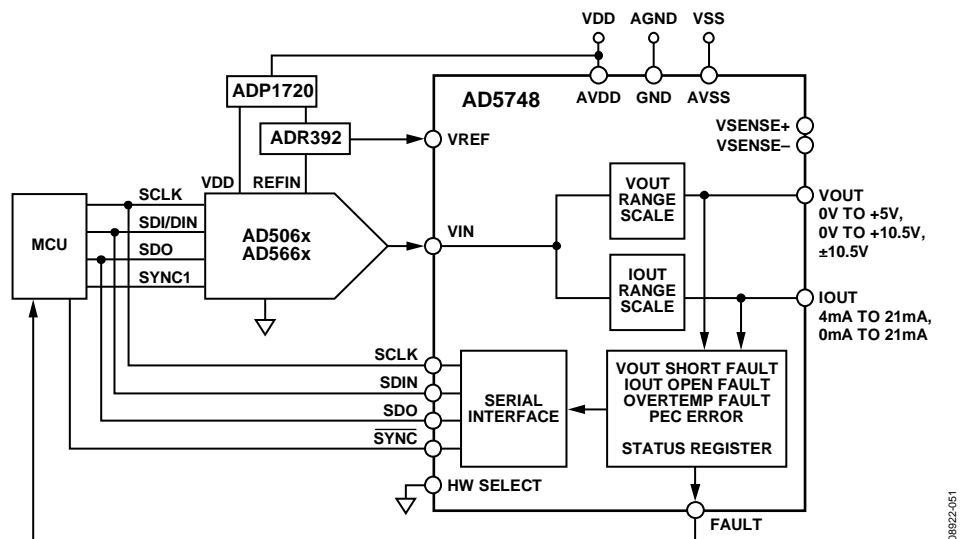 VDD AGND VSS
ADP1720
AD5748
AVDD GND AVSS
ADR392
VREF
VSENSE+
VSENSE–
VDD REFIN
SCLK
SDI/DIN
SDO
SYNC1
MCU
AD506x
AD566x
VIN
VOUT
RANGE
SCALE
VOUT
0V TO +5V,
0V TO +10.5V,
±10.5V
IOUT
RANGE
SCALE
IOUT
4mA TO 21mA,
0mA TO 21mA
SCLK
SDIN
SDO
SYNC
SERIAL
INTERFACE
VOUT SHORT FAULT
IOUT OPEN FAULT
OVERTEMP FAULT
PEC ERROR
STATUS REGISTER
HW SELECT
FAULT
08922-051